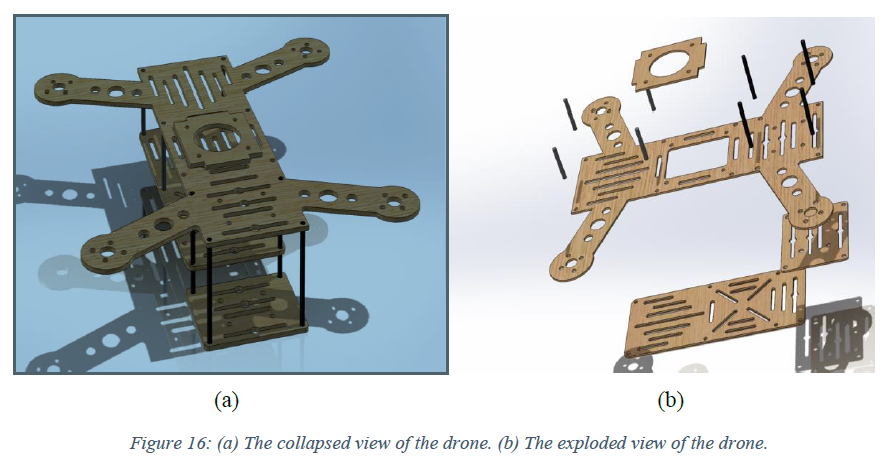 (a)
(b)
Figure 16: (a) The collapsed view of the drone. (b) The exploded view of the drone.